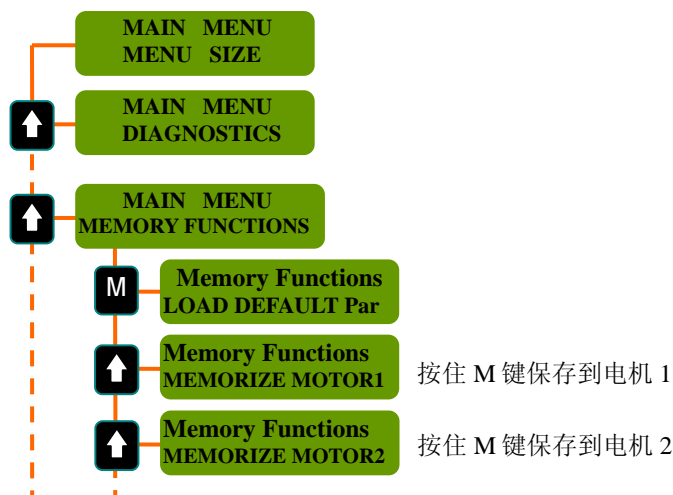 MAIN MENU
MENU SIZE
MAIN MENU
DIAGNOSTICS
MAIN MENU
MEMORY FUNCTIONS
M
Memory Functions
LOAD DEFAULT Par
Memory Functions
MEMORIZE MOTOR1
按住 M 键保存到电机 1
Memory Functions
MEMORIZE MOTOR2
按住 M 键保存到电机 2